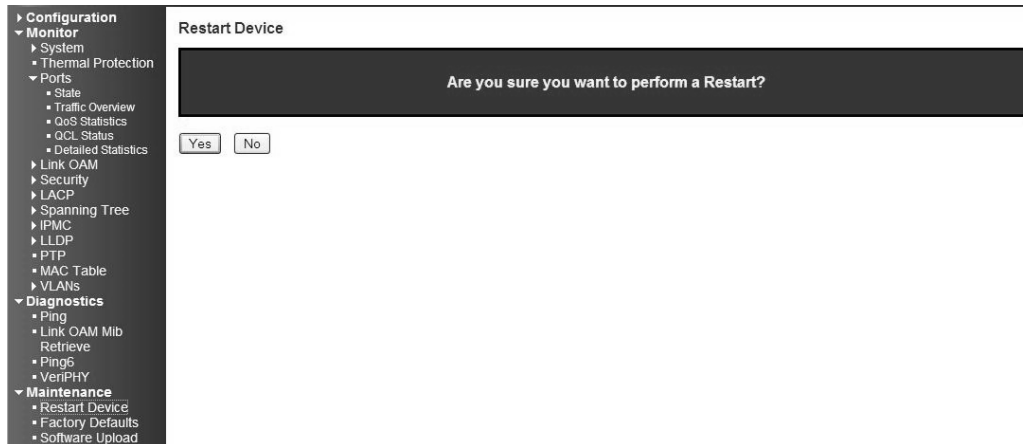 Configuration
Monitor
System
Thermal Protection
Ports
State
Traffic Overview
QoS Statistics
QCL Status
Detailed Statistics
Link OAM
Security
LACP
Spanning Tree
IPMC
LLDP
PTP
MAC Table
VLANs
Diagnostics
Ping
Link OAM Mib
Retrieve
Ping6
VeriPHY
Maintenance
Restart Device
Factory Defaults
Software Upload
Restart Device
Are you sure you want to perform a Restart?
Yes No